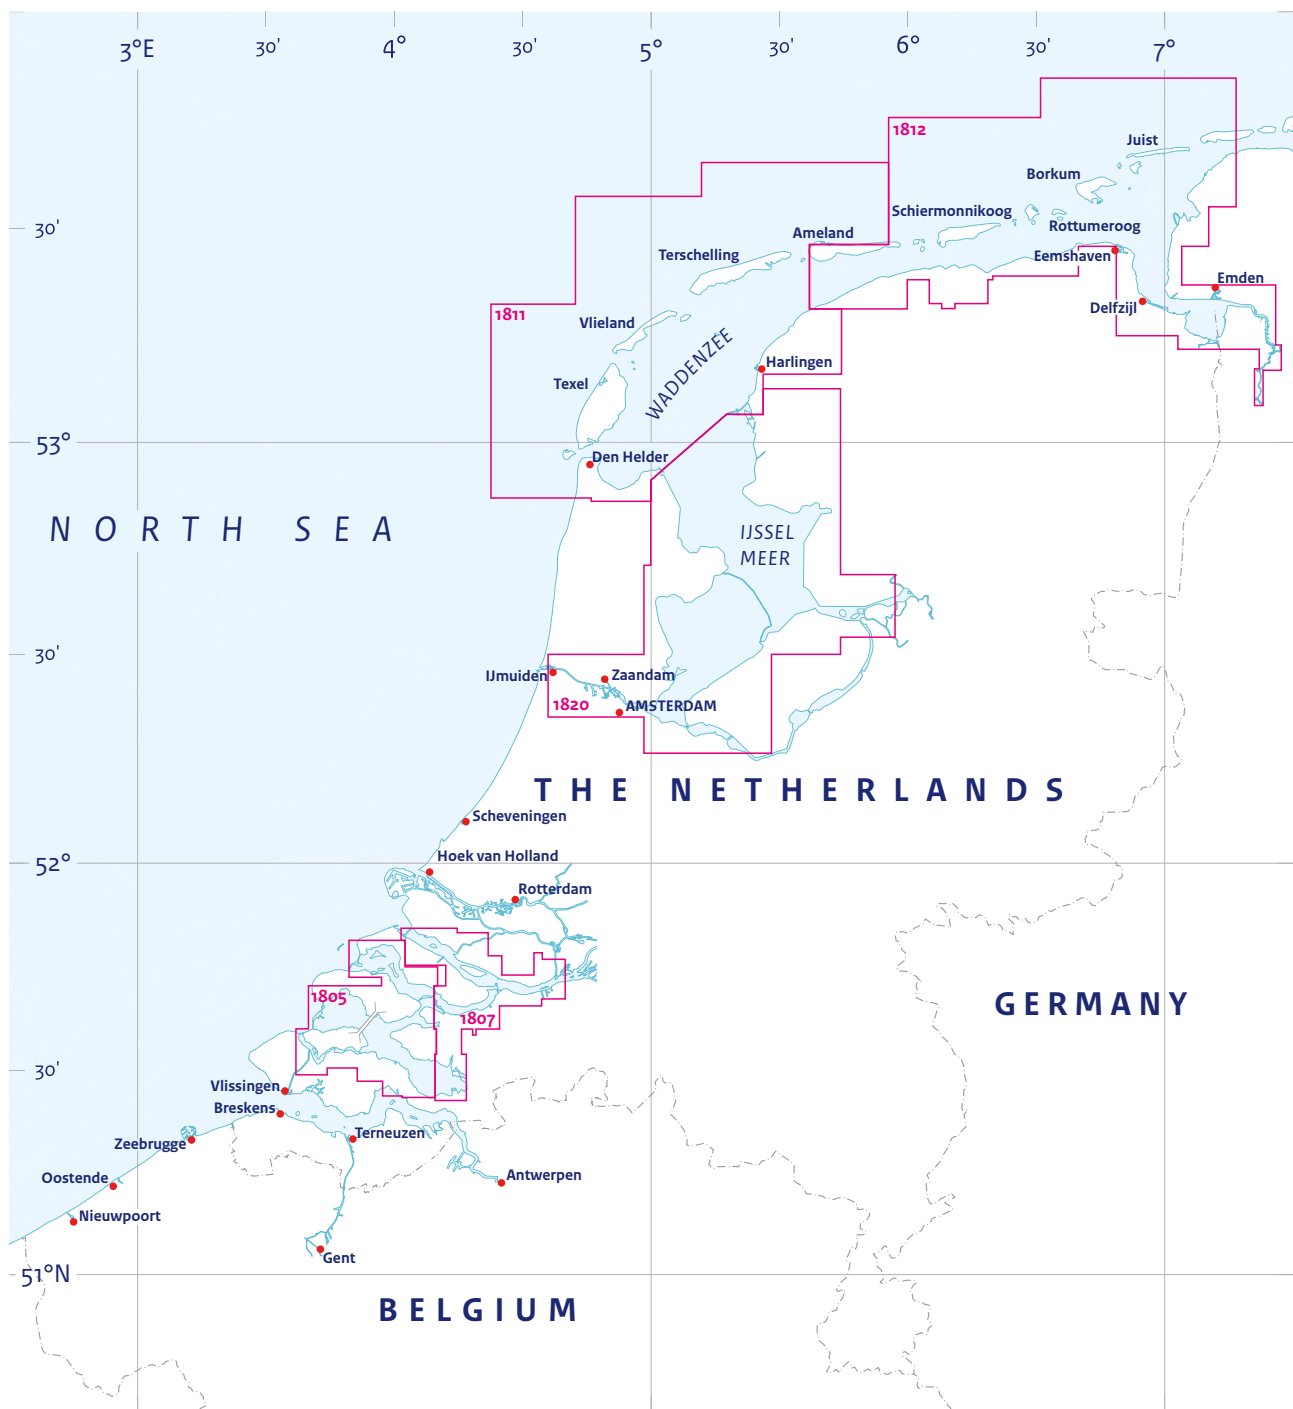 3°E 30' 4° 30' 5° 30' 6° 30' 7°
1812
Juist
Borkum
Schiermonnikoog
30'
Ameland
Rottumeroog
Terschelling
Eemshaven
Emden
1811
Delfzijl
Vlieland
WADDENZEE
Harlingen
Texel
53°
Den Helder
NORTH SEA
IJSSEL
MEER
30'
IJmuiden
Zaandam
1820
AMSTERDAM
THE NETHERLANDS
Scheveningen
Hoek van Holland
52°
Rotterdam
1805
GERMANY
1807
30'
Vlissingen
Breskens
Terneuzen
Zeebrugge
Antwerpen
Oostende
Nieuwpoort
Gent
51°N
BELGIUM